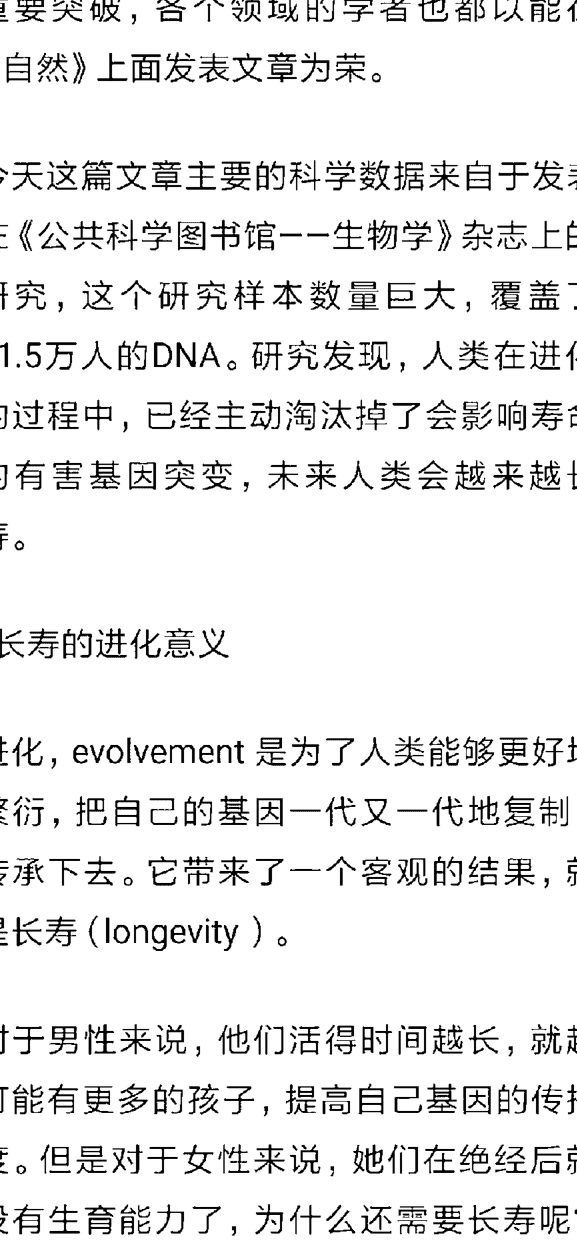 重要突破，各个领域的学者也都以能在
自然》上面发表文章为荣。
今天这篇文章主要的科学数据来自于发表
在《公共科学图书馆——生物学》杂志上的
研究，这个研究样本数量巨大，覆盖了
1.5万人的DNA。研究发现，人类在进化
的过程中，已经主动淘汰掉了会影响寿命
的有害基因突变，未来人类会越来越长
寿。
长寿的进化意义
进化，evolvement 是为了人类能够更好地
繁衍，把自己的基因一代又一代地复制
传承下去。它带来了一个客观的结果，就
是长寿（longevity ）。
对于男性来说，他们活得时间越长，就越
可能有更多的孩子，提高自己基因的传播
度。但是对于女性来说，她们在绝经后就
没有生育能力了，为什么还需要长寿呢？